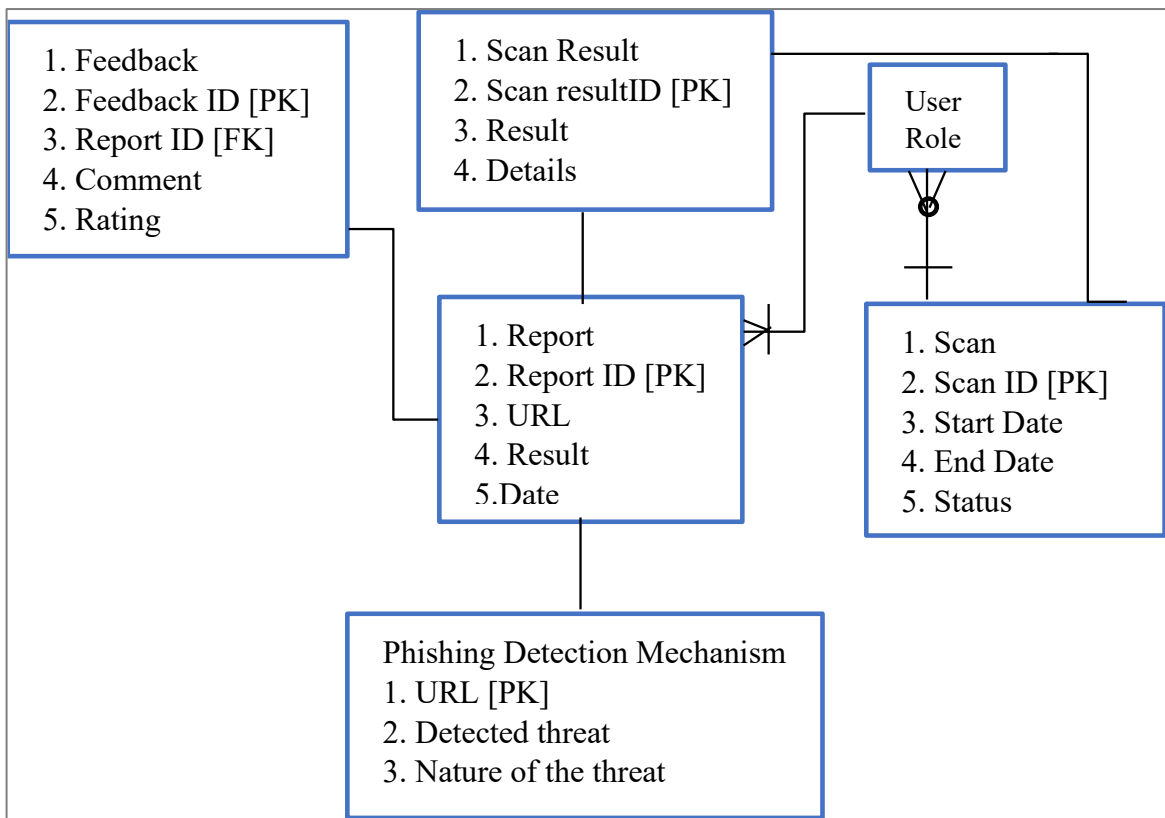 1. Feedback
2. Feedback ID [PK]
3. Report ID [FK]
4. Comment
5. Rating
1. Scan Result
2. Scan resultID [PK]
3. Result
4. Details
User
Role
1. Report
2. Report ID [PK]
3. URL
4. Result
5.Date
1. Scan
2. Scan ID [PK]
3. Start Date
4. End Date
5. Status
Phishing Detection Mechanism
1. URL [PK]
2. Detected threat
3. Nature of the threat